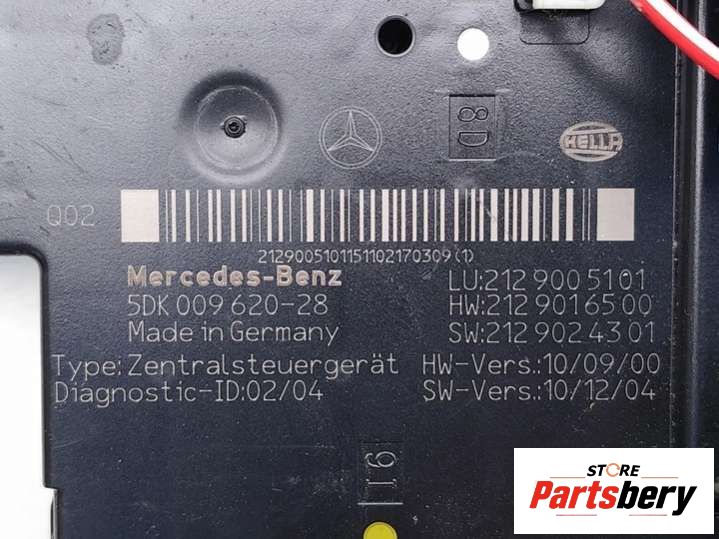 8D
HELLA
Q02
2129005101151102170309(1)
Mercedes-Benz
5DK 009 620-28
Made in Germany
Type: Zentralsteuergerät
Diagnostic-ID:02/04
LU:212 900 51 01
HW:212 901 65 00
SW:212 902 43 01
HW-Vers.:10/09/00
SW-Vers.:10/12/04
91
STORE
Partsbery